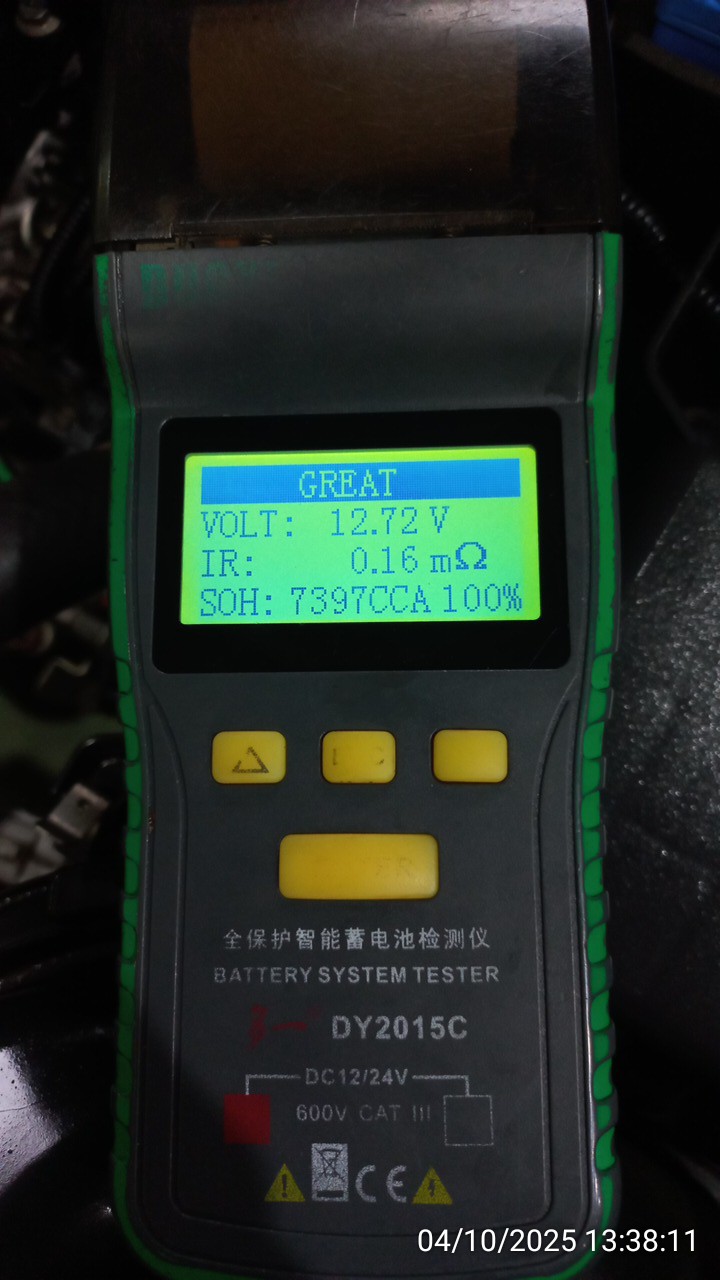 GREAT
VOLT: 12.72 V
IR: 0.16 mΩ
SOH: 7397CCA 100%
全保护智能蓄电池检测仪
BATTERY SYSTEM TESTER
DY2015C
DC12/24V
600V CAT III
CE
04/10/2025 13:38:11